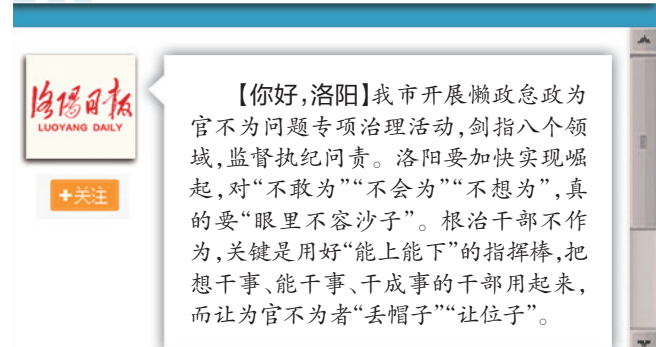 洛阳日报
LUOYANG DAILY
+关注
【你好,洛阳】我市开展懒政怠政为
官不为问题专项治理活动,剑指八个领
域,监督执纪问责。洛阳要加快实现崛
起,对“不敢为”“不会为”“不想为”,真
的要“眼里不容沙子”。根治干部不作
为,关键是用好“能上能下”的指挥棒,把
想干事、能干事、干成事的干部用起来,
而让为官不为者“丢帽子”“让位子”。